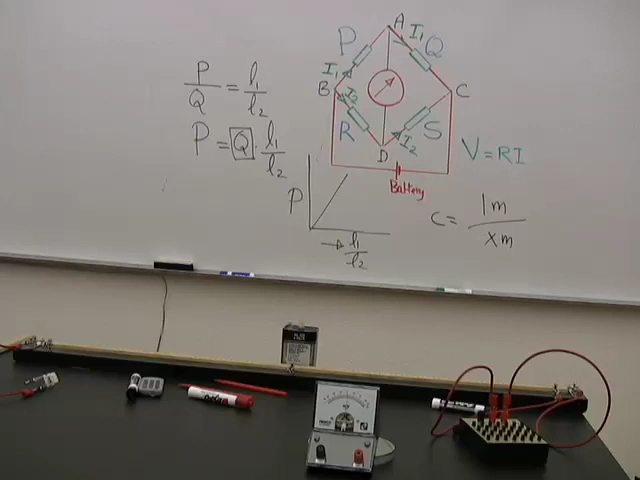 P/Q = l₁/l₂
P = Q · l₁/l₂
A
P
I₁
Q
I₁
B
I₂
C
R
S
I₂
D
Battery
V = RI
P
→ l₁/l₂
C = 1m/xm